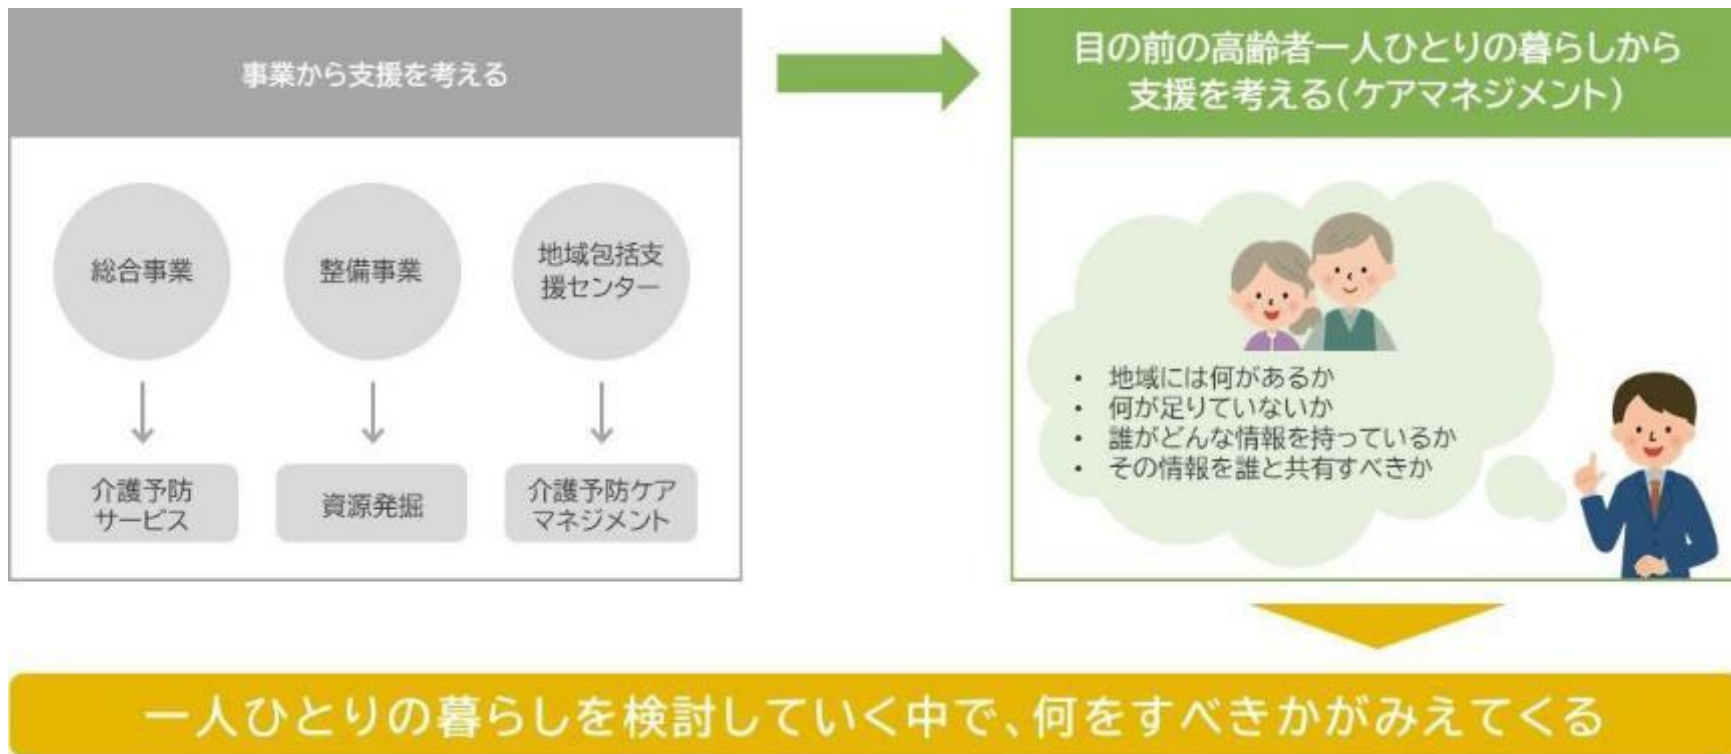 事業から支援を考える
目の前の高齢者一人ひとりの暮らしから
支援を考える(ケアマネジメント)
総合事業
整備事業
地域包括支
援センター
介護予防
サービス
資源発掘
介護予防ケア
マネジメント
• 地域には何があるか
• 何が足りていないか
• 誰がどんな情報を持っているか
• その情報を誰と共有すべきか
一人ひとりの暮らしを検討していく中で、何をすべきかがみえてくる